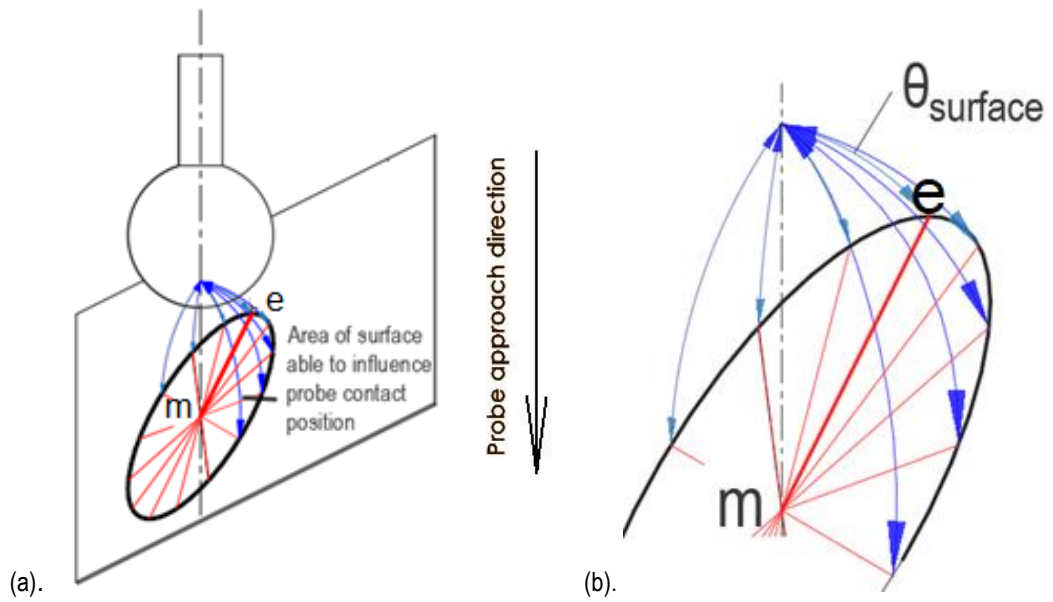 e
Area of surface
able to influence
probe contact
position
m
(a).
Probe approach direction
θsurface
e
m
(b).